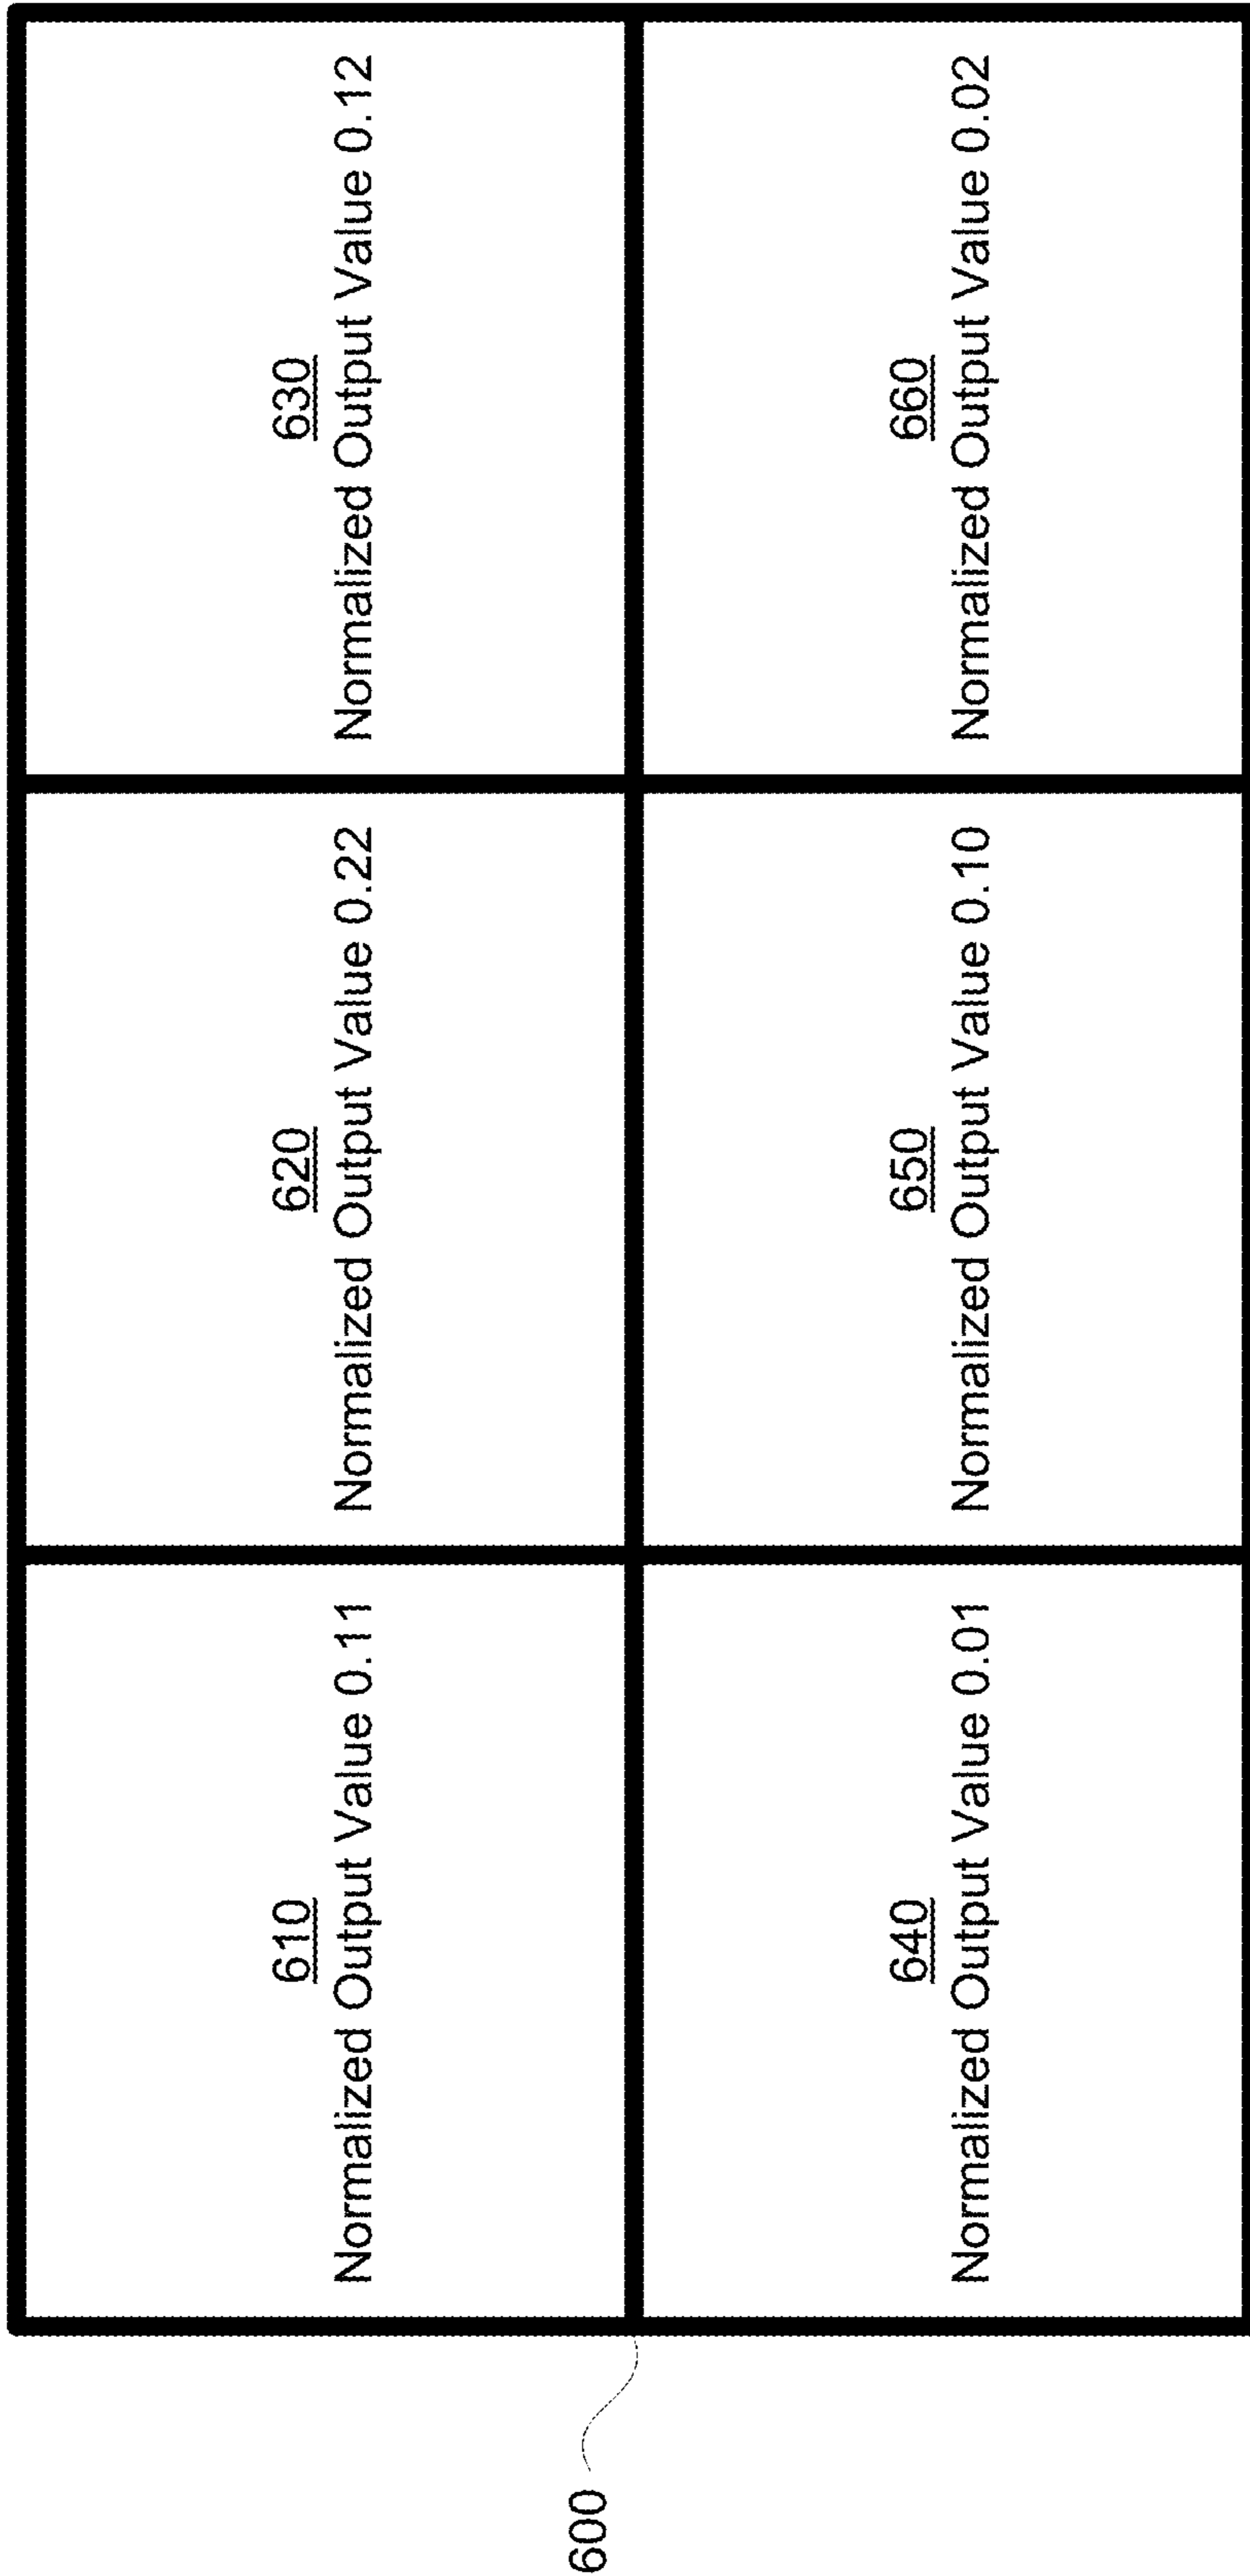 600
610
Normalized Output Value 0.11
620
Normalized Output Value 0.22
630
Normalized Output Value 0.12
640
Normalized Output Value 0.01
650
Normalized Output Value 0.10
660
Normalized Output Value 0.02